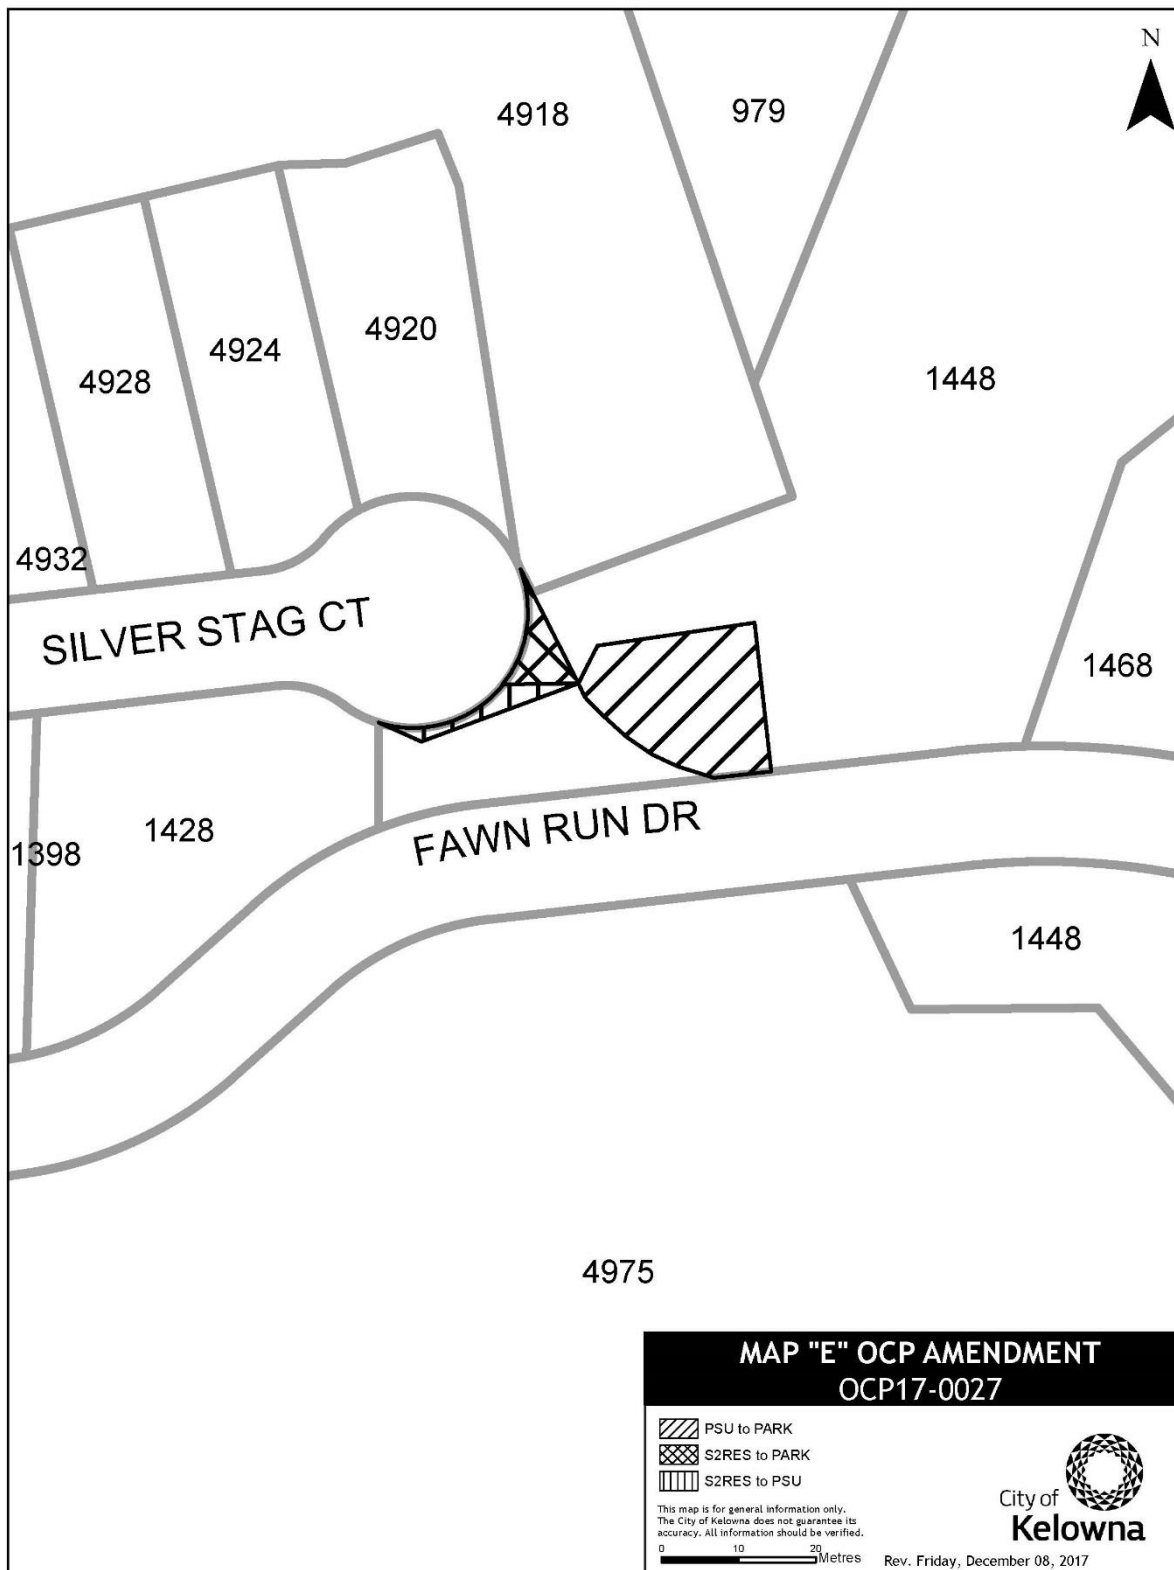 N
4918
979
4920
4924
4928
1448
4932
SILVER STAG CT
1468
1428
1398
FAWN RUN DR
1448
4975
MAP "E" OCP AMENDMENT
OCP17-0027
PSU to PARK
S2RES to PARK
S2RES to PSU
This map is for general information only.
The City of Kelowna does not guarantee its
accuracy. All information should be verified.
0 10 20
Metres
City of
Kelowna
Rev. Friday, December 08, 2017